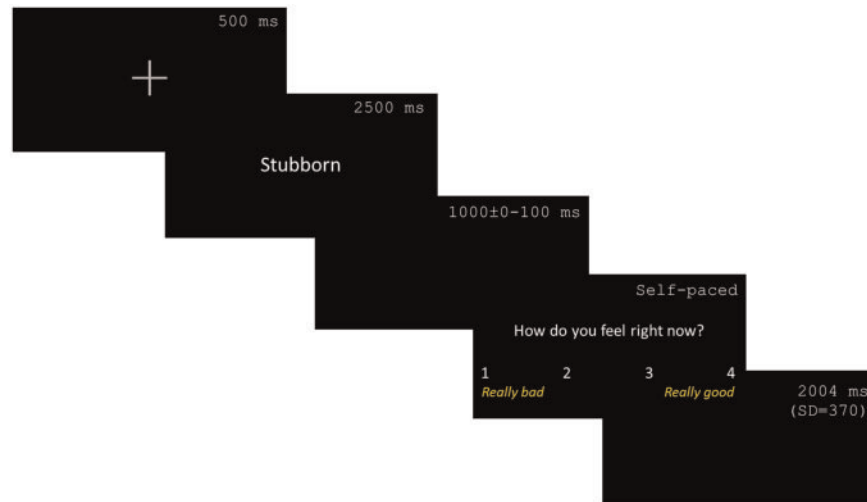 500 ms
2500 ms
Stubborn
1000±0-100 ms
Self-paced
How do you feel right now?
1 2 3 4
Really bad Really good
2004 ms
(SD=370)